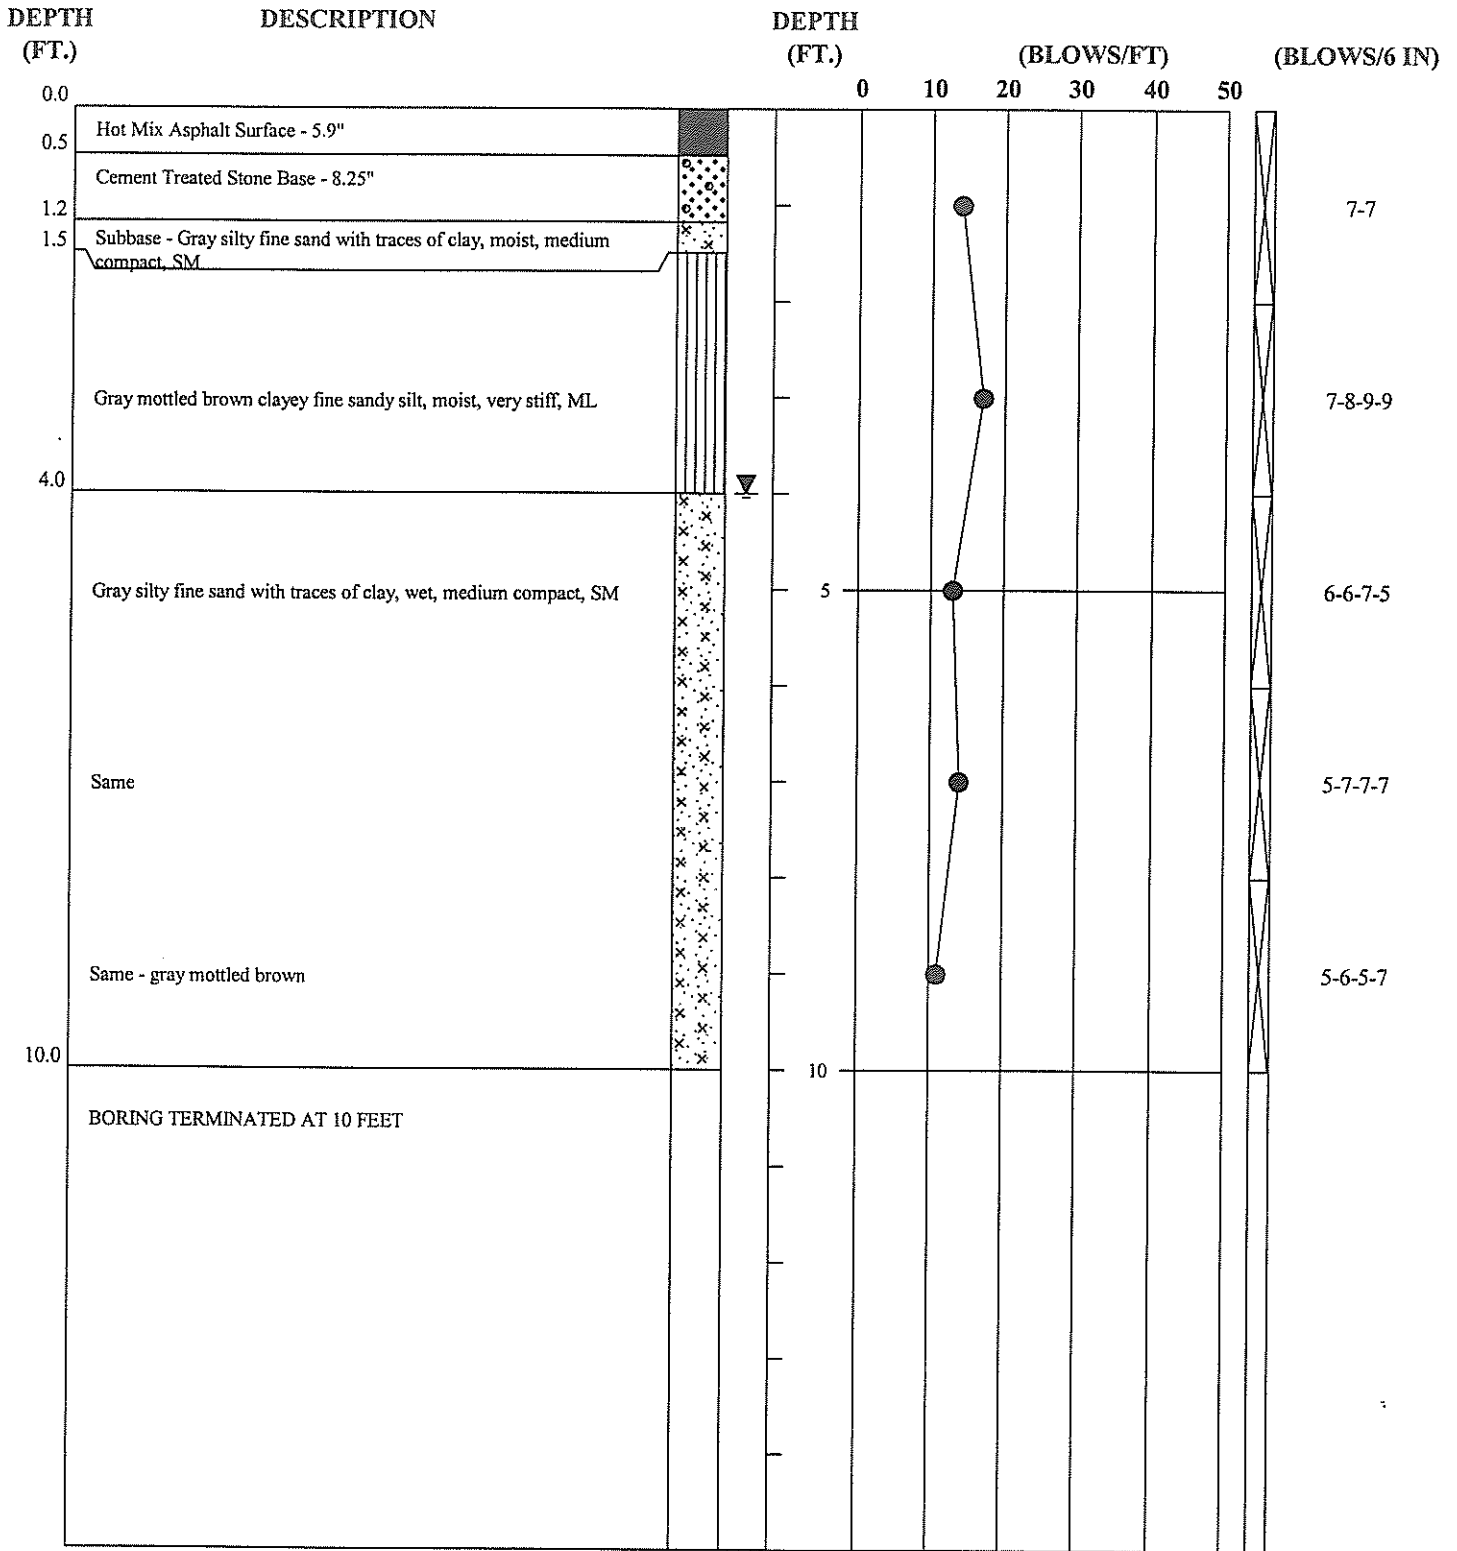 DEPTH DESCRIPTION DEPTH
(FT.) (FT.) (BLOWS/FT) (BLOWS/6 IN)
0 10 20 30 40 50
0.0
Hot Mix Asphalt Surface - 5.9"
0.5
Cement Treated Stone Base - 8.25"
1.2 7-7
1.5 Subbase - Gray silty fine sand with traces of clay, moist, medium
compact, SM
Gray mottled brown clayey fine sandy silt, moist, very stiff, ML 7-8-9-9
4.0
Gray silty fine sand with traces of clay, wet, medium compact, SM 5 6-6-7-5
Same 5-7-7-7
Same - gray mottled brown 5-6-5-7
10.0 10
BORING TERMINATED AT 10 FEET